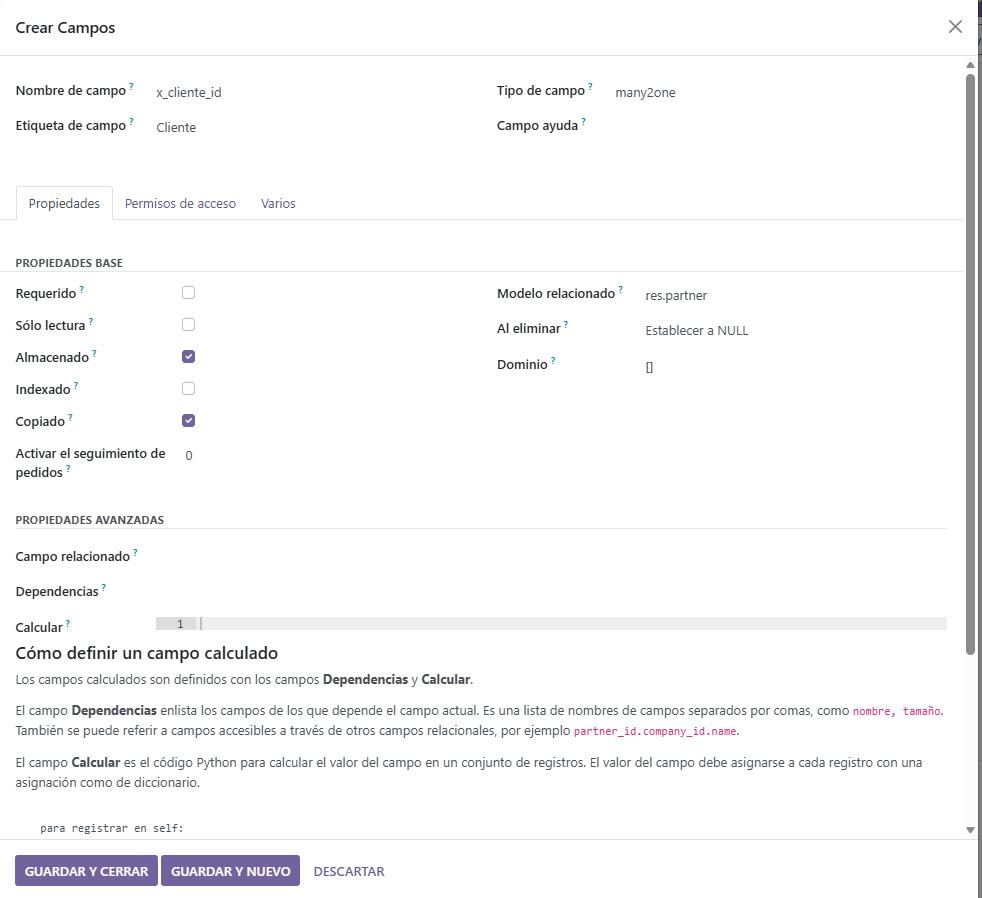 Crear Campos
Nombre de campo ? x_cliente_id
Tipo de campo ? many2one
Etiqueta de campo ? Cliente
Campo ayuda ?
Propiedades
Permisos de acceso
Varios
PROPIEDADES BASE
Requerido ?
Modelo relacionado ? res.partner
Sólo lectura ?
Al eliminar ? Establecer a NULL
Almacenado ?
Dominio ? []
Indexado ?
Copiado ?
Activar el seguimiento de
pedidos ? 0
PROPIEDADES AVANZADAS
Campo relacionado ?
Dependencias ?
Calcular ? 1
Cómo definir un campo calculado
Los campos calculados son definidos con los campos Dependencias y Calcular.
El campo Dependencias enlista los campos de los que depende el campo actual. Es una lista de nombres de campos separados por comas, como nombre, tamaño.
También se puede referir a campos accesibles a través de otros campos relacionales, por ejemplo partner_id.company_id.name.
El campo Calcular es el código Python para calcular el valor del campo en un conjunto de registros. El valor del campo debe asignarse a cada registro con una
asignación como de diccionario.
para registrar en self:
GUARDAR Y CERRAR
GUARDAR Y NUEVO
DESCARTAR